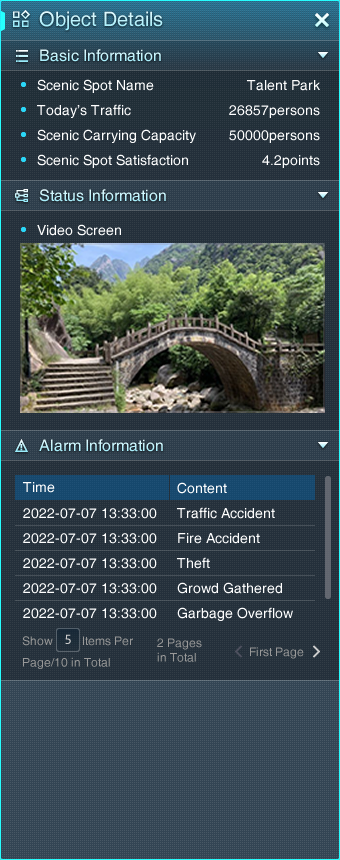 Object Details
Basic Information
Scenic Spot Name Talent Park
Today's Traffic 26857persons
Scenic Carrying Capacity 50000persons
Scenic Spot Satisfaction 4.2points
Status Information
Video Screen
Alarm Information
Time Content
2022-07-07 13:33:00 Traffic Accident
2022-07-07 13:33:00 Fire Accident
2022-07-07 13:33:00 Theft
2022-07-07 13:33:00 Growd Gathered
2022-07-07 13:33:00 Garbage Overflow
Show 5 Items Per
Page/10 in Total
2 Pages
in Total
First Page